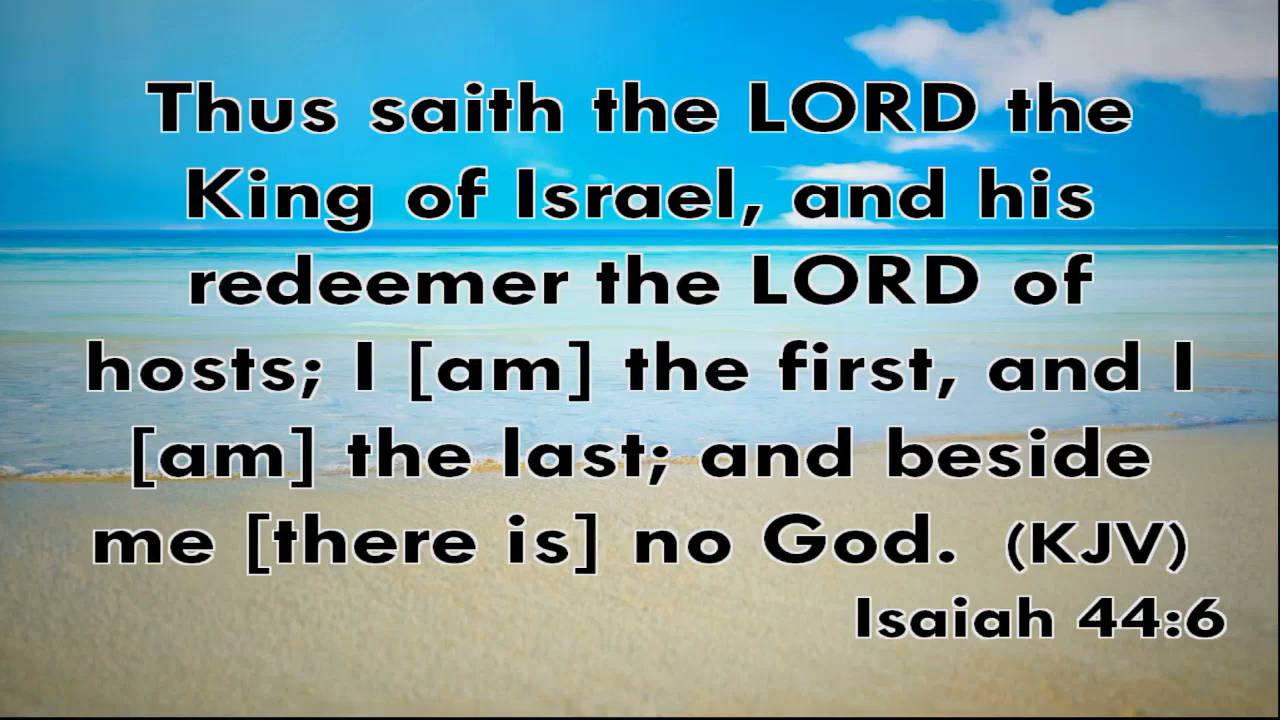 Thus saith the LORD the
King of Israel, and his
redeemer the LORD of
hosts; I [am] the first, and I
[am] the last; and beside
me [there is] no God. (KJV)
Isaiah 44:6